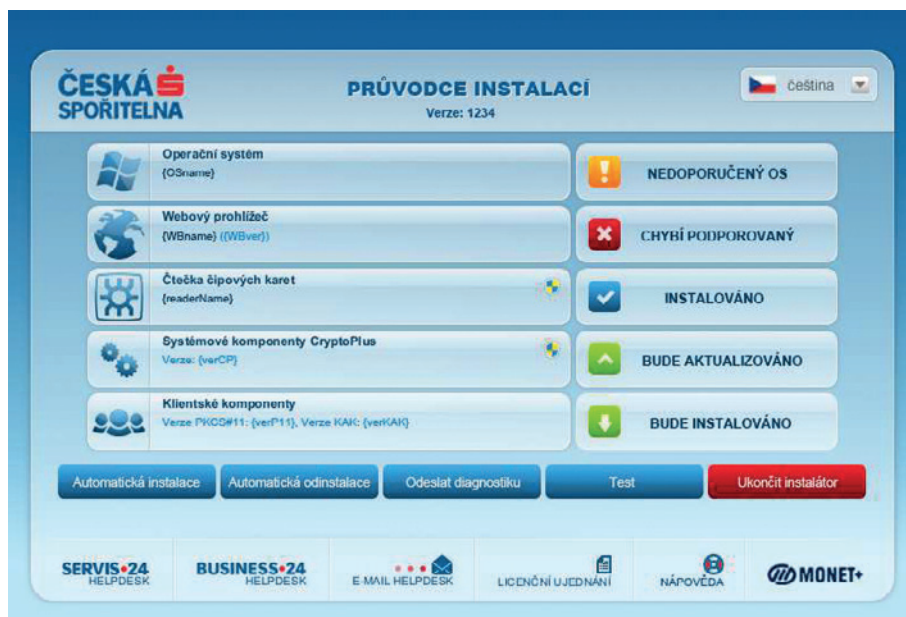 ČESKÁ
SPOŘITELNA
PRŮVODCE INSTALACÍ
Verze: 1234
čeština
Operační systém
{OSname}
NEDOPORUČENÝ OS
Webový prohlížeč
{WBname} ({WBver})
CHYBÍ PODPOROVANÝ
Čtečka čipových karet
{readerName}
INSTALOVÁNO
Systémové komponenty CryptoPlus
Verze: {verCP}
BUDE AKTUALIZOVÁNO
Klientské komponenty
Verze PKCS#11: {verP11}, Verze KAK: {verKAK}
BUDE INSTALOVÁNO
Automatická instalace
Automatická odinstalace
Odeslat diagnostiku
Test
Ukončit instalátor
SERVIS•24
HELPDESK
BUSINESS•24
HELPDESK
E-MAIL HELPDESK
LICENČNÍ UJEDNÁNÍ
NÁPOVĚDA
MONET+